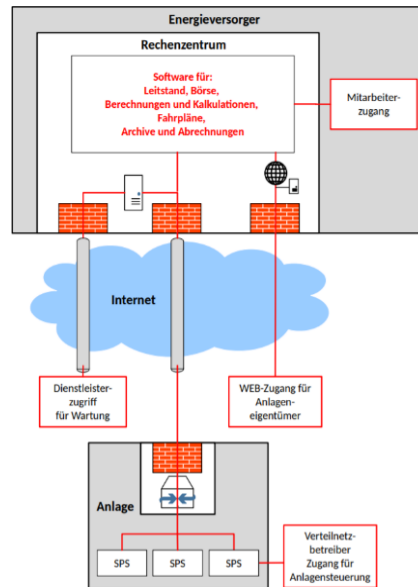 Energieversorger
Rechenzentrum
Software für:
Leitstand, Börse,
Berechnungen und Kalkulationen,
Fahrpläne,
Archive und Abrechnungen
Mitarbeiter-
zugang
Internet
Dienstleister-
zugriff
für Wartung
WEB-Zugang für
Anlagen-
eigentümer
Anlage
SPS
SPS
SPS
Verteilnetz-
betreiber
Zugang für
Anlagensteuerung